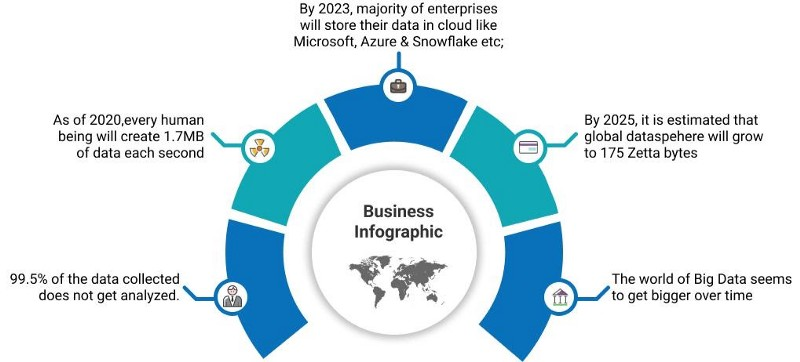 By 2023, majority of enterprises
will store their data in cloud like
Microsoft, Azure & Snowflake etc;
As of 2020,every human
being will create 1.7MB
of data each second
By 2025, it is estimated that
global dataspehere will grow
to 175 Zetta bytes
Business
Infographic
99.5% of the data collected
does not get analyzed.
The world of Big Data seems
to get bigger over time